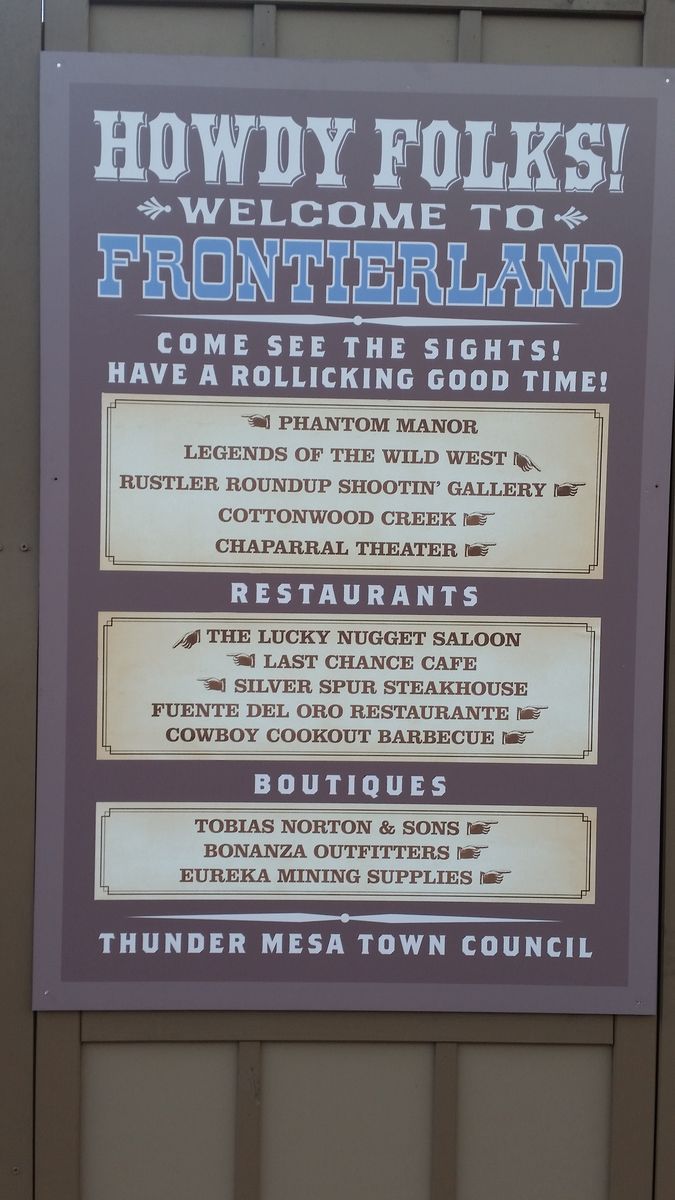 HOWDY FOLKS!
WELCOME TO
FRONTIERLAND
COME SEE THE SIGHTS!
HAVE A ROLLICKING GOOD TIME!
PHANTOM MANOR
LEGENDS OF THE WILD WEST
RUSTLER ROUNDUP SHOOTIN' GALLERY
COTTONWOOD CREEK
CHAPARRAL THEATER
RESTAURANTS
THE LUCKY NUGGET SALOON
LAST CHANCE CAFE
SILVER SPUR STEAKHOUSE
FUENTE DEL ORO RESTAURANTE
COWBOY COOKOUT BARBECUE
BOUTIQUES
TOBIAS NORTON & SONS
BONANZA OUTFITTERS
EUREKA MINING SUPPLIES
THUNDER MESA TOWN COUNCIL